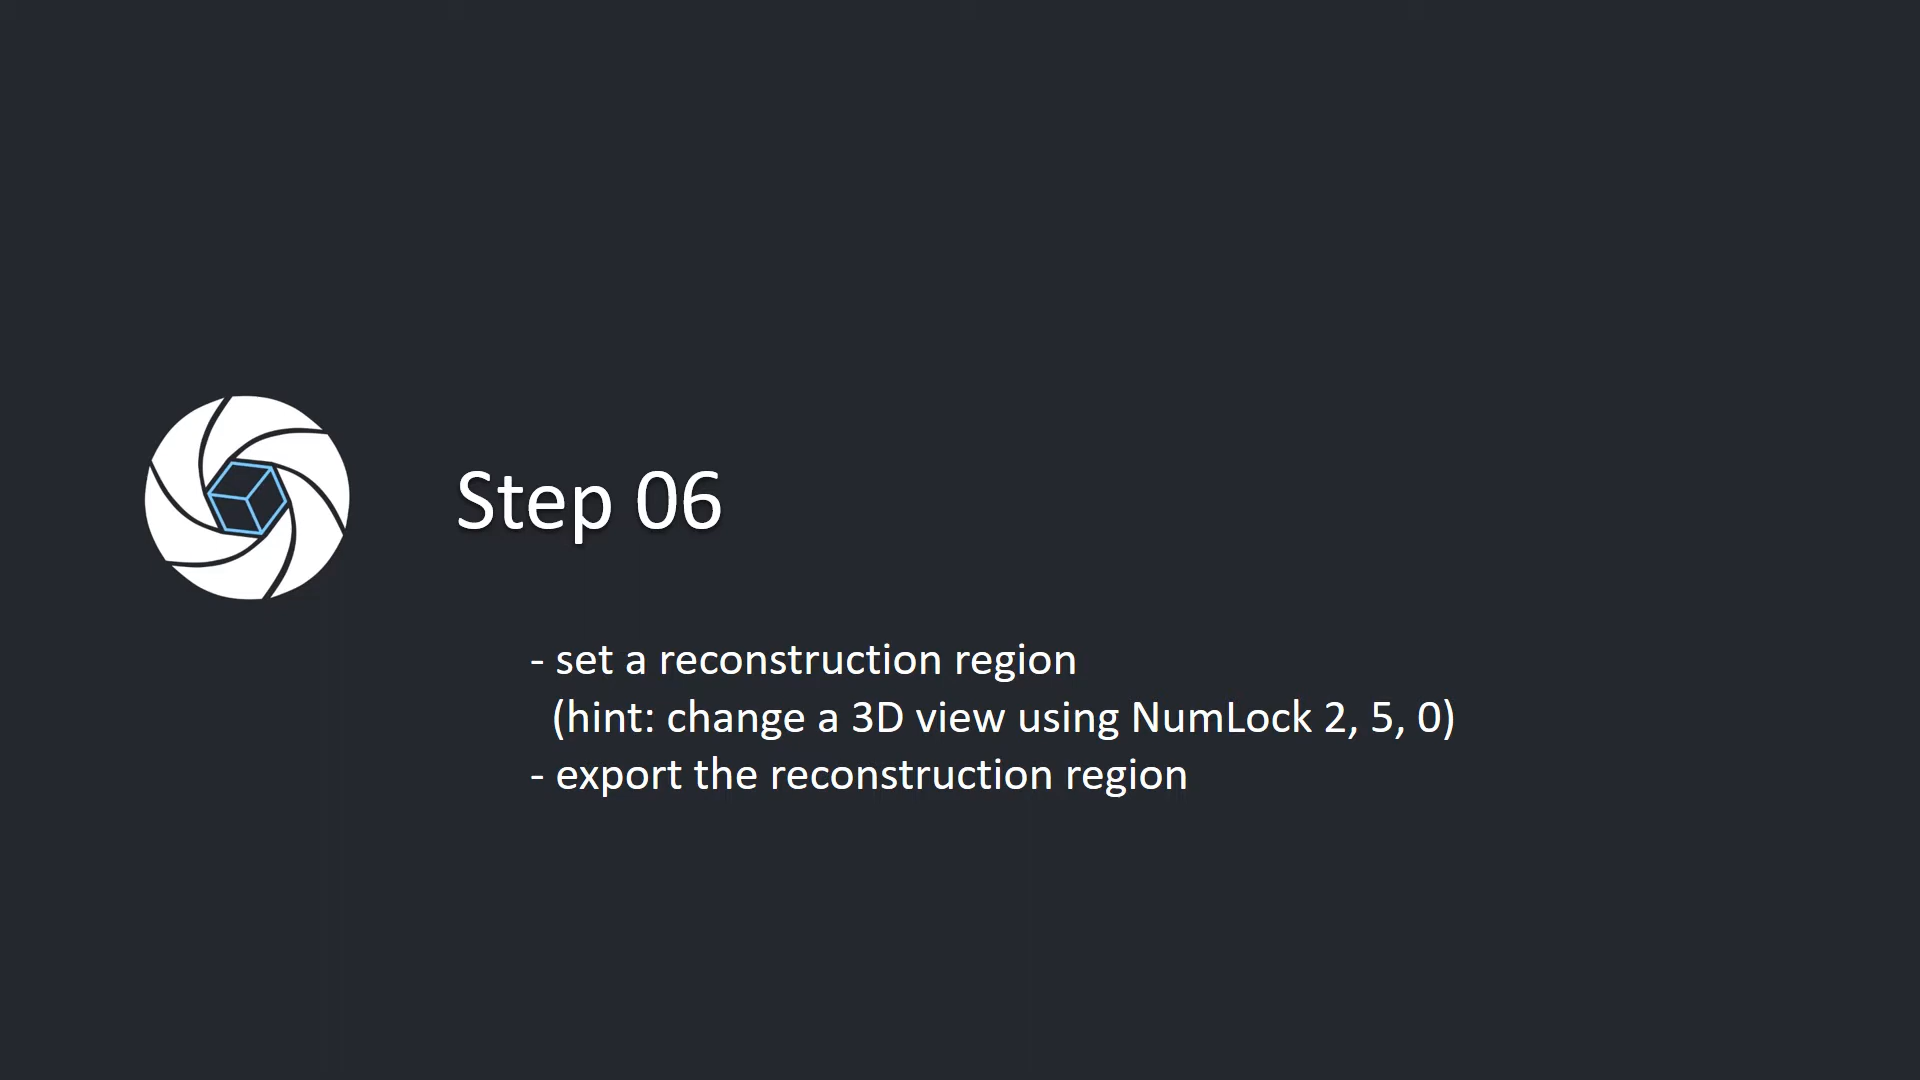 Step 06
- set a reconstruction region
(hint: change a 3D view using NumLock 2, 5, 0)
- export the reconstruction region